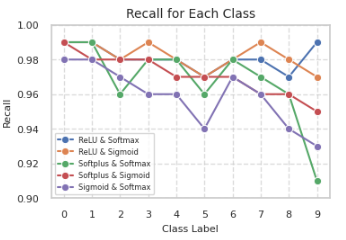 Recall for Each Class
1.00
0.98
0.96
0.94
0.92
0.90
Recall
ReLU & Softmax
ReLU & Sigmoid
Softplus & Softmax
Softplus & Sigmoid
Sigmoid & Softmax
0 1 2 3 4 5 6 7 8 9
Class Label